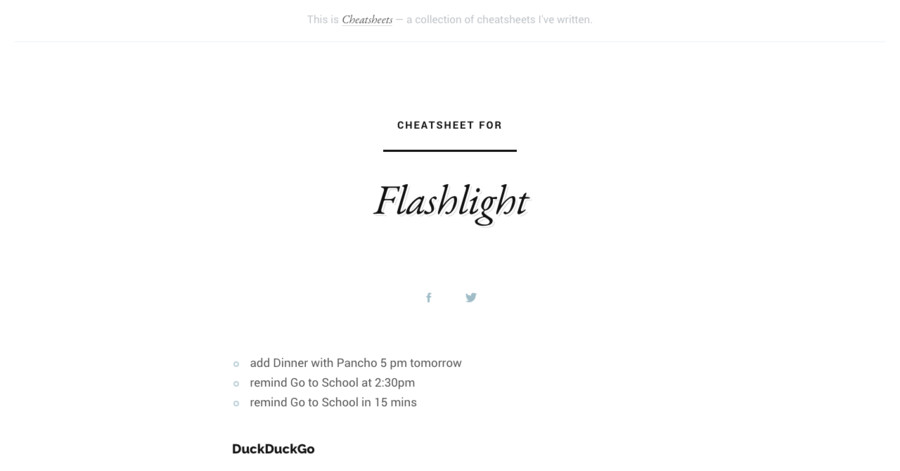 This is Cheatsheets — a collection of cheatsheets I've written.
CHEATSHEET FOR
Flashlight
add Dinner with Pancho 5 pm tomorrow
remind Go to School at 2:30pm
remind Go to School in 15 mins
DuckDuckGo